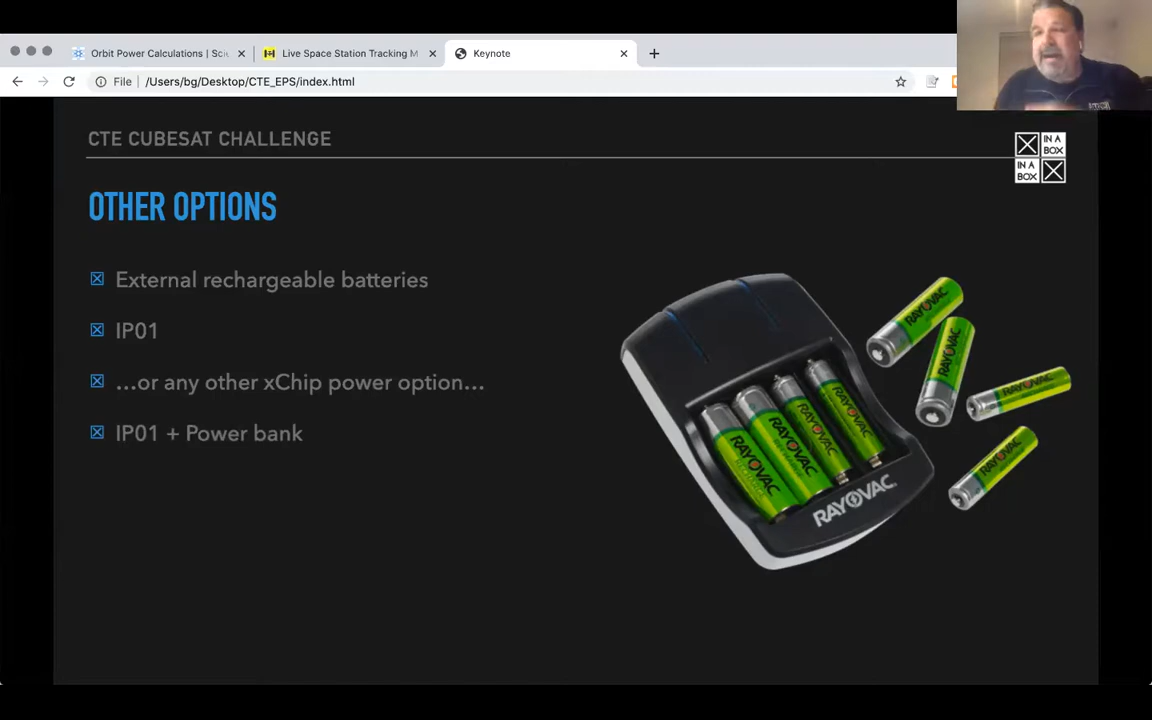 Orbit Power Calculations | Sci
Live Space Station Tracking M
Keynote
File
/Users/bg/Desktop/CTE_EPS/index.html
CTE CUBESAT CHALLENGE
IN A
BOX
IN A
BOX
OTHER OPTIONS
External rechargeable batteries
IP01
...or any other xChip power option...
IP01 + Power bank
RAYOVAC
RAYOVAC
RAYOVAC
RAYOVAC
RAYOVAC
RAYOVAC
RAYOVAC
RAYOVAC
RAYOVAC